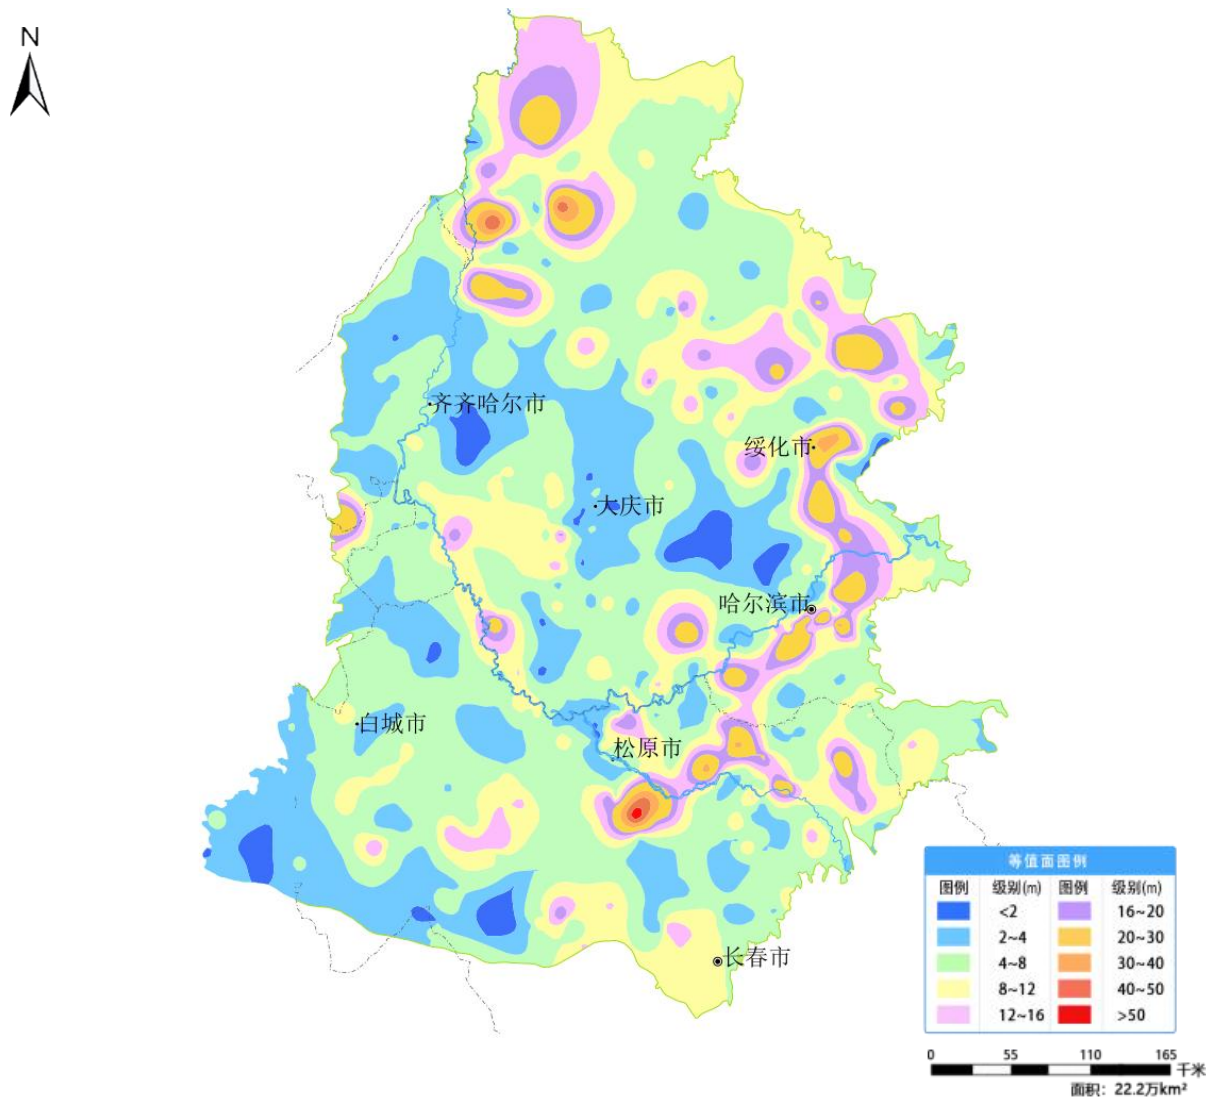 N
齐齐哈尔市
绥化市
大庆市
哈尔滨市
白城市
松原市
长春市
等值面图例
图例 级别(m) 图例 级别(m)
<2 16~20
2~4 20~30
4~8 30~40
8~12 40~50
12~16 >50
0 55 110 165
千米
面积：22.2万km²